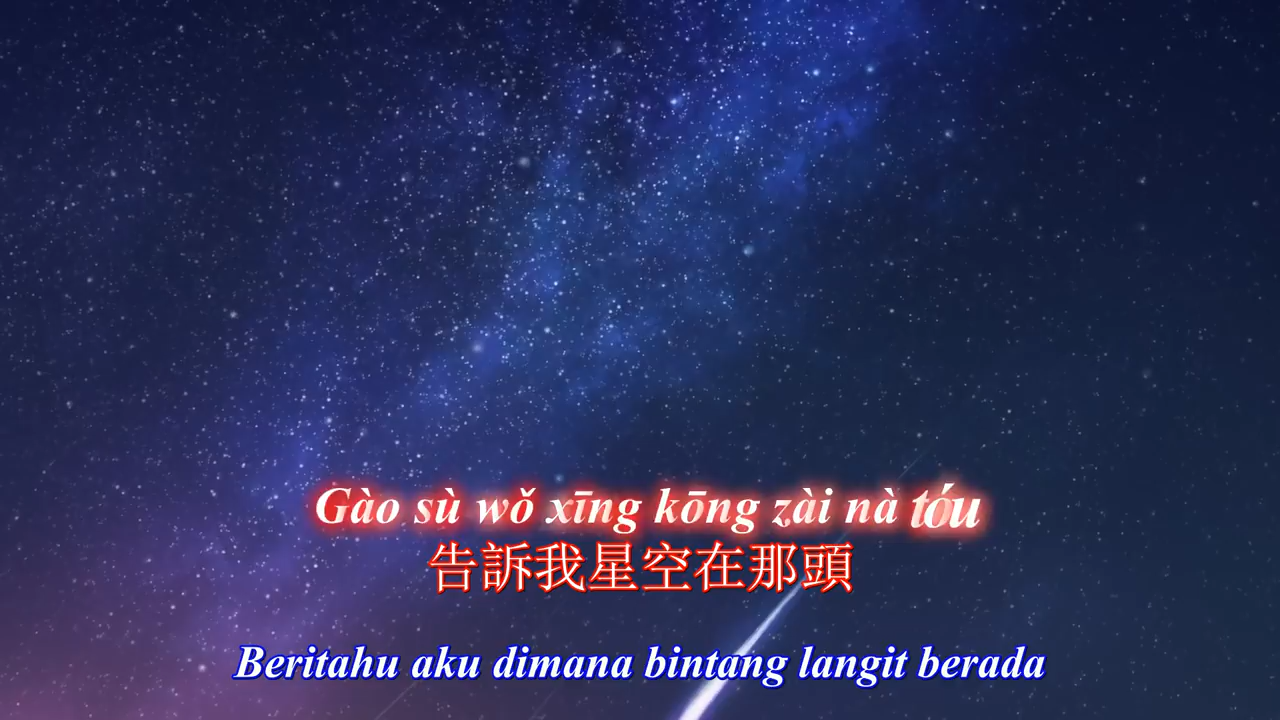 Gào sù wǒ xīng kōng zài nà tóu
告訴我星空在那頭
Beritahu aku dimana bintang langit berada